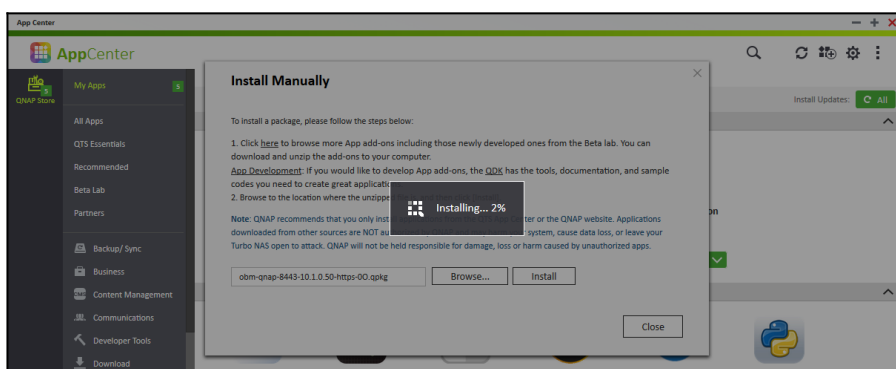 App Center
AppCenter
QNAP Store
5
My Apps
5
All Apps
QTS Essentials
Recommended
Beta Lab
Partners
Backup/ Sync
Business
CMS Content Management
Communications
Developer Tools
Download
Install Updates:
All
Install Manually
To install a package, please follow the steps below:
1. Click here to browse more App add-ons including those newly developed ones from the Beta lab. You can
download and unzip the add-ons to your computer.
App Development: If you would like to develop App add-ons, the QDK has the tools, documentation, and sample
codes you need to create great applications.
2. Browse to the location where the unzipped
Installing... 2%
Note: QNAP recommends that you only install or the QNAP website. Applications
downloaded from other sources are NOT system, cause data loss, or leave your
Turbo NAS open to attack. QNAP will not be held responsible for damage, loss or harm caused by unauthorized apps.
obm-qnap-8443-10.1.0.50-https-0O.qpkg
Browse...
Install
Close
on